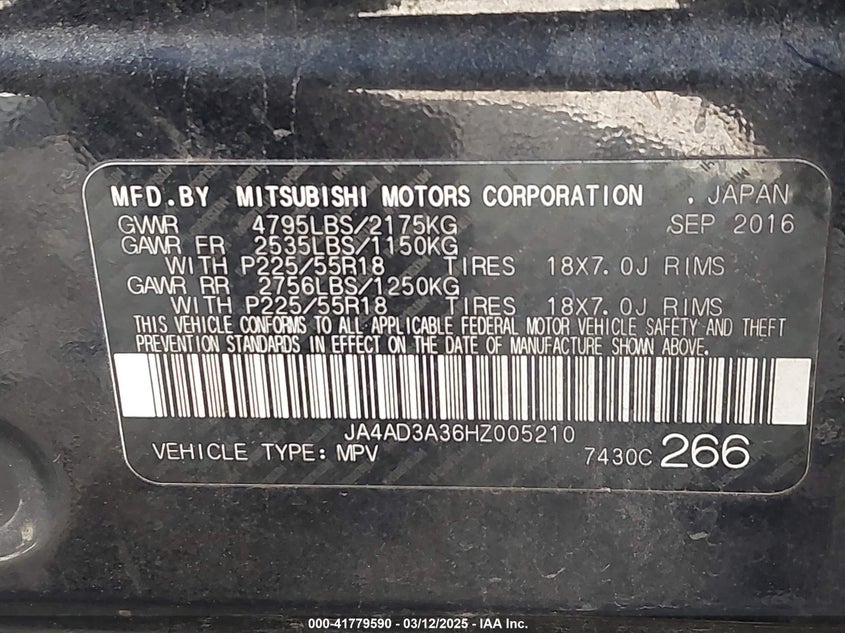 MFD.BY MITSUBISHI MOTORS CORPORATION . JAPAN
GVWR 4795LBS/2175KG SEP 2016
GAWR FR 2535LBS/1150KG
WITH P225/55R18 TIRES 18X7.0J RIMS
GAWR RR 2756LBS/1250KG
WITH P225/55R18 TIRES 18X7.0J RIMS
THIS VEHICLE CONFORMS TO ALL APPLICABLE FEDERAL MOTOR VEHICLE SAFETY AND THEFT
PREVENTION STANDARDS IN EFFECT ON THE DATE OF MANUFACTURE SHOWN ABOVE.
JA4AD3A36HZ005210
VEHICLE TYPE: MPV 7430C 266
000-41779590 - 03/12/2025 - IAA Inc.